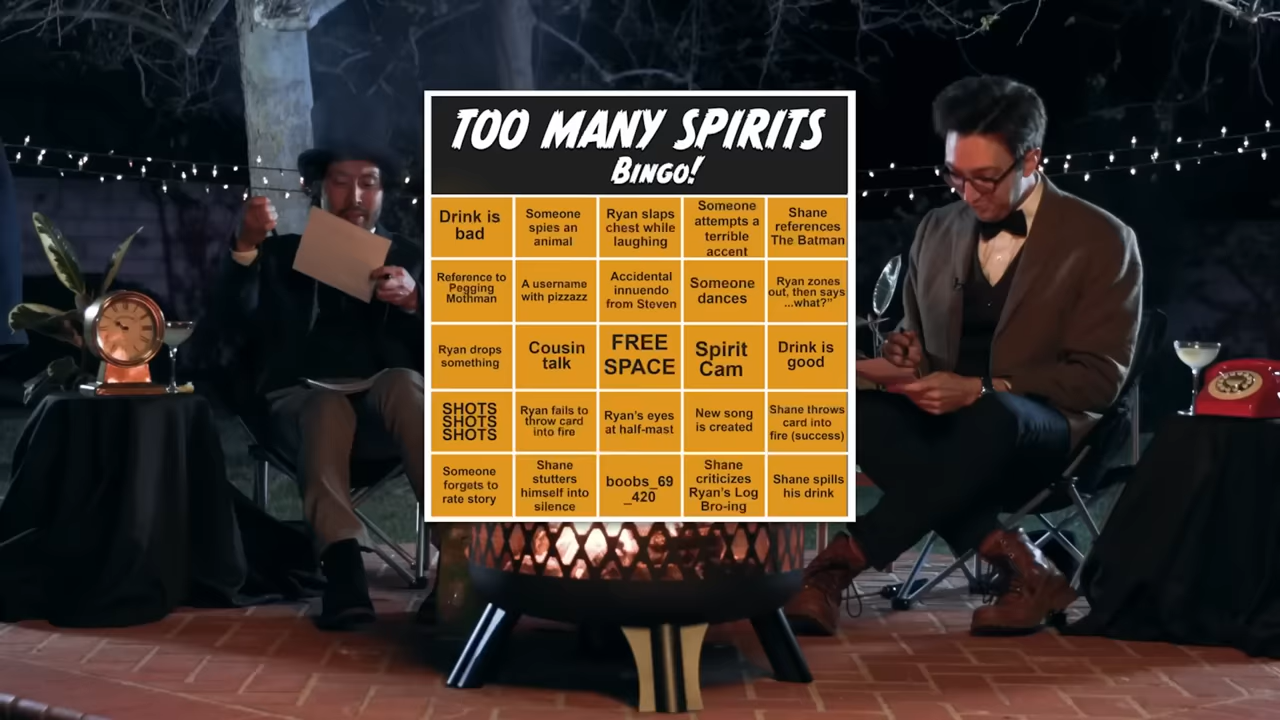 TOO MANY SPIRITS
BINGO!
Drink is
bad
Someone
spies an
animal
Ryan slaps
chest while
laughing
Someone
attempts a
terrible
accent
Shane
references
The Batman
Reference to
Pegging
Mothman
A username
with pizzazz
Accidental
innuendo
from Steven
Someone
dances
Ryan zones
out, then says
...what?"
Ryan drops
something
Cousin
talk
FREE
SPACE
Spirit
Cam
Drink is
good
SHOTS
SHOTS
SHOTS
Ryan fails to
throw card
into fire
Ryan's eyes
at half-mast
New song
is created
Shane throws
card into
fire (success)
Someone
forgets to
rate story
Shane
stutters
himself into
silence
boobs_69
_420
Shane
criticizes
Ryan's Log
Bro-ing
Shane spills
his drink